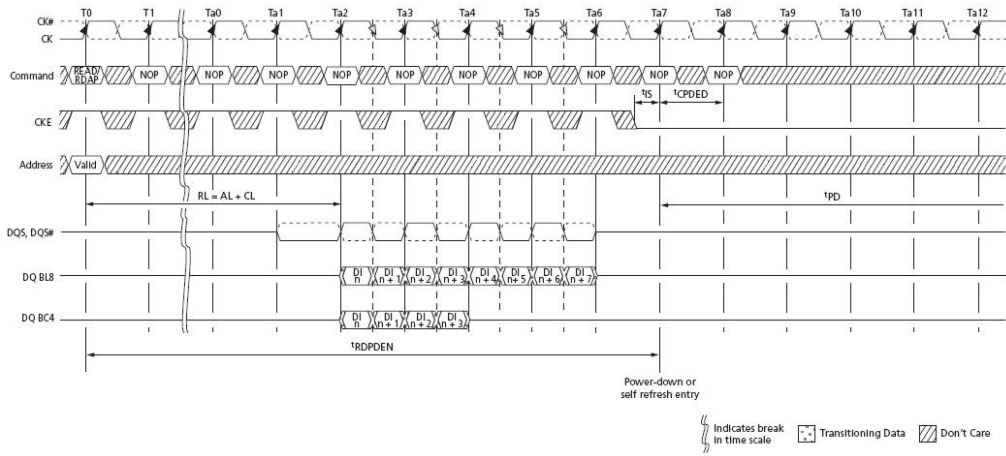 T0 T1 Ta0 Ta1 Ta2 Ta3 Ta4 Ta5 Ta6 Ta7 Ta8 Ta9 Ta10 Ta11 Ta12
CK#
CK
Command READ/ RDAP NOP NOP NOP NOP NOP NOP NOP NOP NOP NOP
tIS tCPDED
CKE
Address Valid
RL = AL + CL tPD
DQS, DQS#
DQ BL8 DI n DI n + 1 DI n + 2 DI n + 3 DI n + 4 DI n + 5 DI n + 6 DI n + 7
DQ BC4 DI n DI n + 1 DI n + 2 DI n + 3
tRDPDEN
Power-down or
self refresh entry
Indicates break
in time scale
Transitioning Data
Don't Care